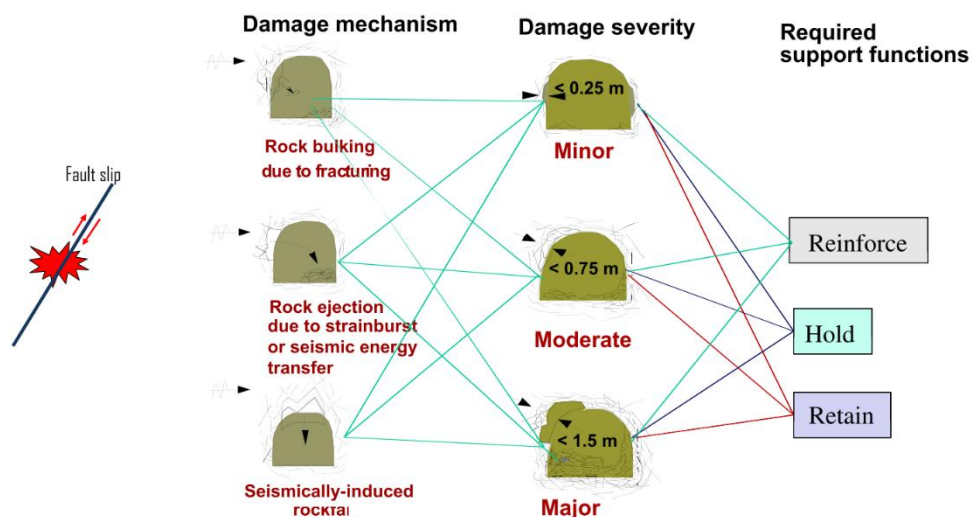 Damage mechanism
Damage severity
Required
support functions
Fault slip
Rock bulking
due to fracturing
< 0.25 m
Minor
Rock ejection
due to strainburst
or seismic energy
transfer
< 0.75 m
Moderate
Seismically-induced
< 1.5 m
Major
Reinforce
Hold
Retain